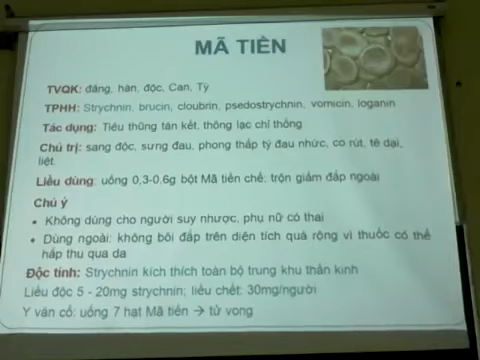 MÃ TIỀN
TVQK: đắng, hàn, độc, Can, Tỳ
TPHH: Strychnin, brucin, cloubrin, psedostrychnin, vomicin, loganin
Tác dụng: Tiêu thũng tán kết, thông lạc chỉ thống
Chủ trị: sang độc, sưng đau, phong thấp tý đau nhức, co rút, tê dại,
liệt.
Liều dùng: uống 0,3-0,6g bột Mã tiền chế; trộn giấm đắp ngoài
Chú ý
• Không dùng cho người suy nhược, phụ nữ có thai
• Dùng ngoài: không bôi đắp trên diện tích quá rộng vì thuốc có thể
hấp thu qua da
Độc tính: Strychnin kích thích toàn bộ trung khu thần kinh
Liều độc 5 - 20mg strychnin; liều chết: 30mg/người
Y văn cổ: uống 7 hạt Mã tiền → tử vong